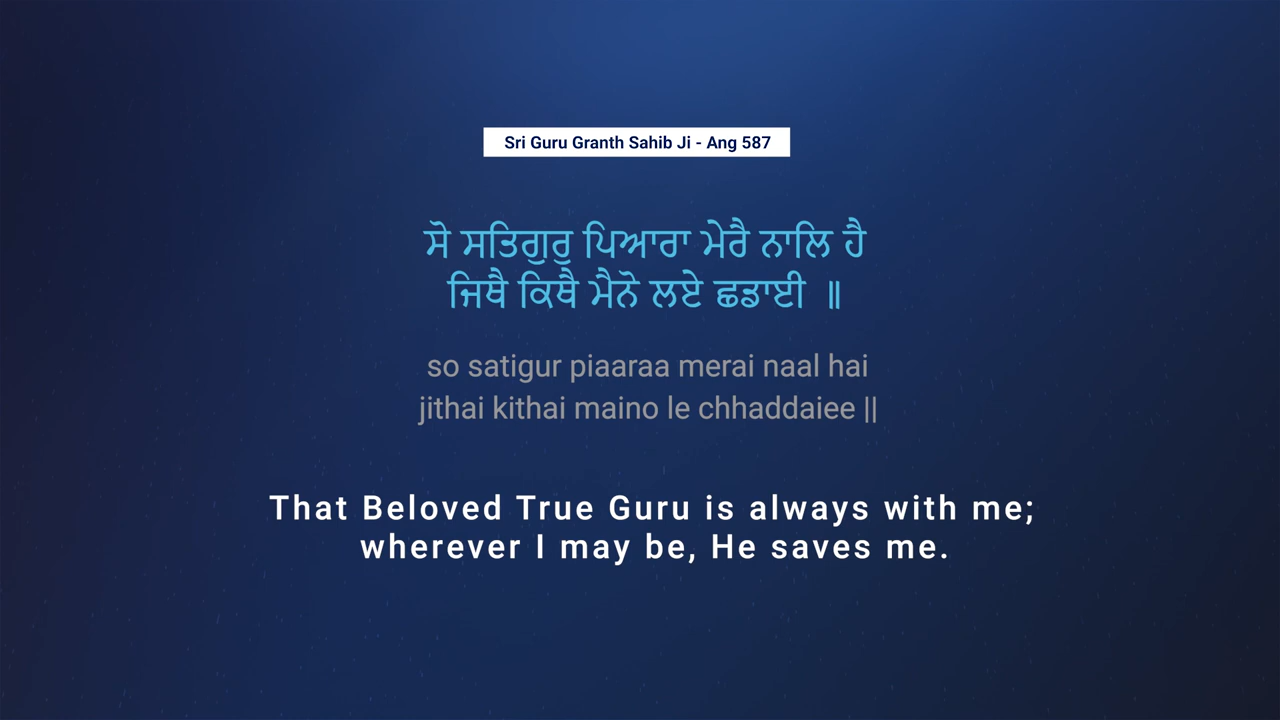 Sri Guru Granth Sahib Ji - Ang 587
ਸੋ ਸਤਿਗੁਰੁ ਪਿਆਰਾ ਮੇਰੈ ਨਾਲਿ ਹੈ
ਜਿਥੈ ਕਿਥੈ ਮੈਨੋ ਲਏ ਛਡਾਈ ॥
so satigur piaaraa merai naal hai
jithai kithai maino le chhaddaiee ||
That Beloved True Guru is always with me;
wherever I may be, He saves me.